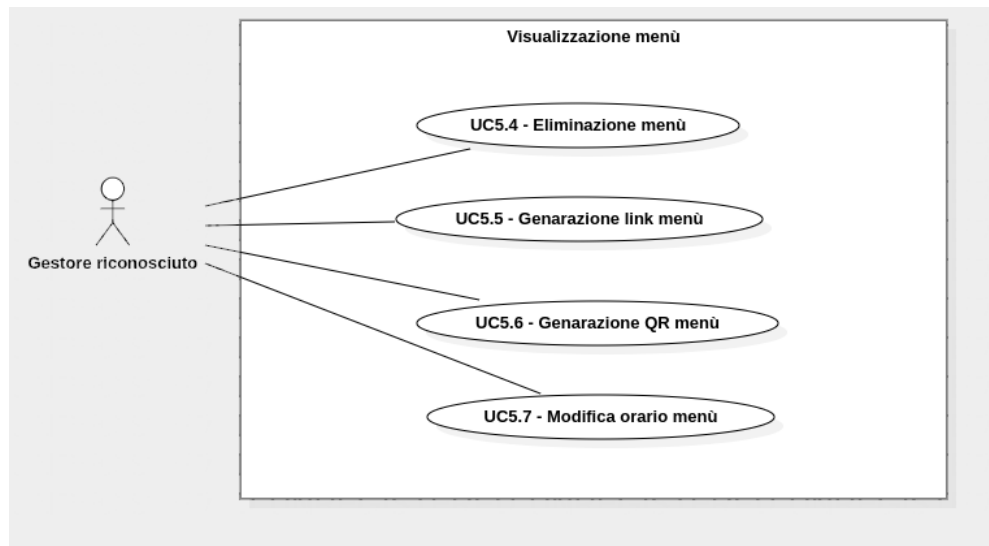 Visualizzazione menù
UC5.4 - Eliminazione menù
UC5.5 - Genarazione link menù
Gestore riconosciuto
UC5.6 - Genarazione QR menù
UC5.7 - Modifica orario menù